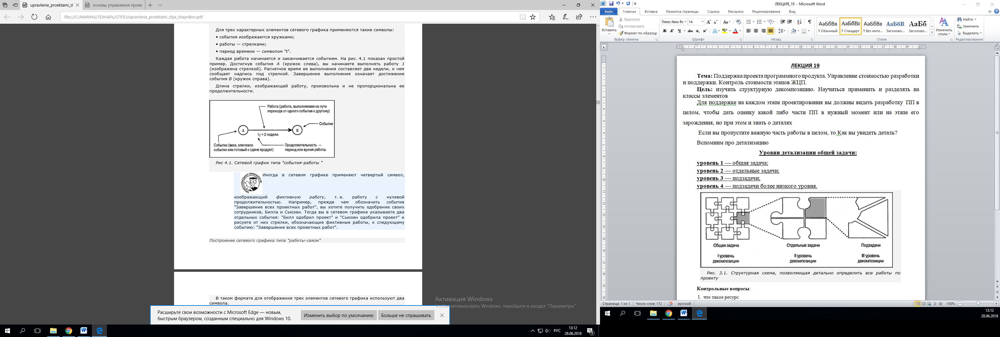 upravlenie_proektami_d
основы управления проек
file:///C:/MARINA/ТЕХНАРЬ/СППО/upravlenie_proektami_dlya_chaynikov.pdf
Для трех характерных элементов сетевого графика применяются такие символы:
• события изображаются кружками;
• работы — стрелками;
• период времени — символом "t".
Каждая работа начинается и заканчивается событием. На рис. 4.1 показан простой
пример. Достигнув события А (кружок слева), вы начинаете выполнять работу 1
(изображена стрелкой). Расчетное время ее выполнения составляет две недели, о чем
сообщает надпись под стрелкой. Завершение выполнения означает достижение
события В (кружок справа).
Длина стрелки, изображающей работу, произвольна и не пропорциональна ее
продолжительности.
Работа (работа, выполняемая на пути
перехода от одного события к другому)
Событие
A
B
t1 = 2 недели
Событие (веха, ключевое
событие или готовый к сдаче продукт)
Продолжительность —
период или время работы
Рис 4.1. Сетевой график типа "события-работы "
ПРОФЕССИОНАЛЬНАЯ ТЕРМИНОЛОГИЯ
Иногда в сетевом графике применяют четвертый символ,
изображающий фиктивную работу, т. е. работу с нулевой
продолжительностью. Например, прежде чем обозначить событие
"Завершение всех проектных работ", вы хотите получить одобрение своих
сотрудников, Билла и Сьюзен. Тогда вы в сетевом графике указываете два
отдельных события: "Билл одобрил проект" и "Сьюзен одобрила проект" и
рисуете от них стрелки, обозначающие фиктивные работы, к следующему
событию: "Завершение всех проектных работ".
Построение сетевого графика типа "работы-связи"
В таком формате для отображения трех элементов сетевого графика используют два
символа.
Активация Windows
Чтобы активировать Windows, перейдите в раздел "Параметры".
Расширьте свои возможности с Microsoft Edge — новым,
быстрым браузером, созданным специально для Windows 10.
Изменить выбор по умолчанию
Больше не спрашивать
РУС
13:12
28.06.2018
1
ЛЕКЦИЯ_19 - Microsoft Word
Файл Главная Вставка Разметка страницы Ссылки Рассылки Рецензирование Вид
Вставить
Вырезать
Копировать
Формат по образцу
Буфер обмена
Times New Ro 14
Ж К Ч abc x₂ x²
Шрифт
Абзац
АаБбВв АаБбВв АаБбВв АаБбВ АаБб
¶ Обычный ¶ Стандарт ¶ Без инте... Заголово... Заголово...
Стили
Изменить стили
Найти
Заменить
Выделить
Редактирование
ЛЕКЦИЯ 19
Тема: Поддержка проекта программного продукта. Управление стоимостью разработки
и поддержки. Контроль стоимости этапов ЖЦП.
Цель: изучить структурную декомпозицию. Научиться применить и разделять на
классы элементов
Для поддержке на каждом этапе проектирования вы должны видеть разработку ПП в
целом, чтобы дать оценку какой либо части ПП в нужный момент или на этапе его
зарождения, но при этом и знать о деталях
Если вы пропустите важную часть работы в целом, то Как вы увидеть деталь?
Вспомним про детализацию
Уровни детализации общей задачи:
уровень 1 — общая задача;
уровень 2 — отдельные задачи;
уровень 3 — подзадачи;
уровень 4 — подзадачи более низкого уровня.
Общая задача
Отдельные задачи
Подзадачи
I уровень
декомпозиции
II уровень
декомпозиции
III уровень
декомпозиции
Рис. 3.1. Структурная схема, позволяющая детально определить все работы по
проекту
Контрольные вопросы:
1. что такое ресурс
Страница: 1 из 1 Число слов: 172 русский 100%
13:12
28.06.2018